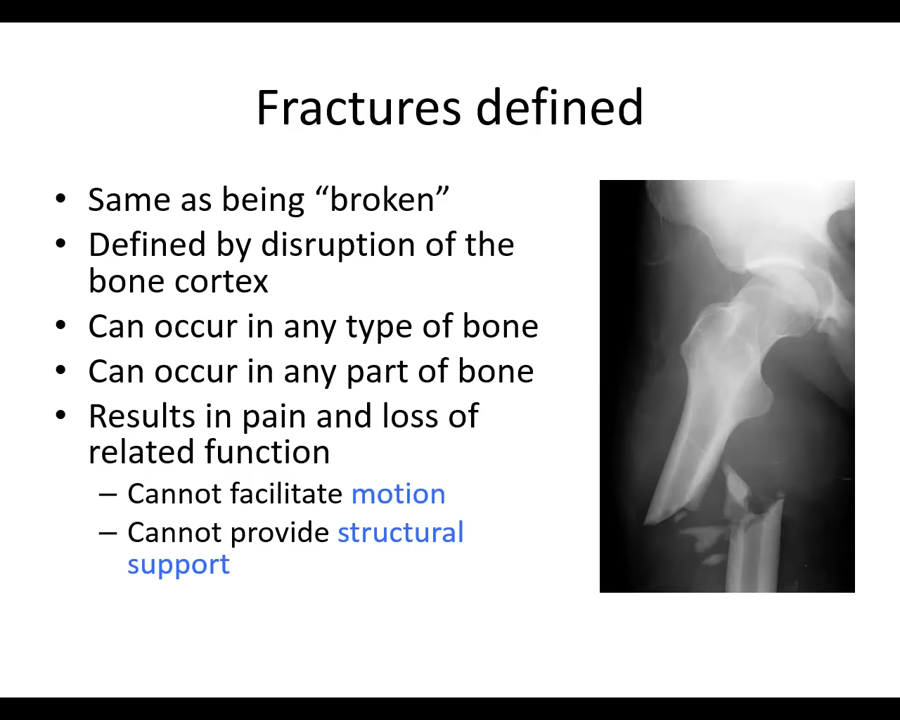 Fractures defined
• Same as being “broken”
• Defined by disruption of the
bone cortex
• Can occur in any type of bone
• Can occur in any part of bone
• Results in pain and loss of
related function
– Cannot facilitate motion
– Cannot provide structural
support